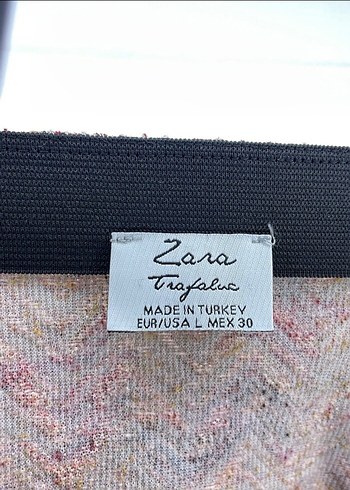 Zara
Trafaluc
MADE IN TURKEY
EUR/USA L MEX 30